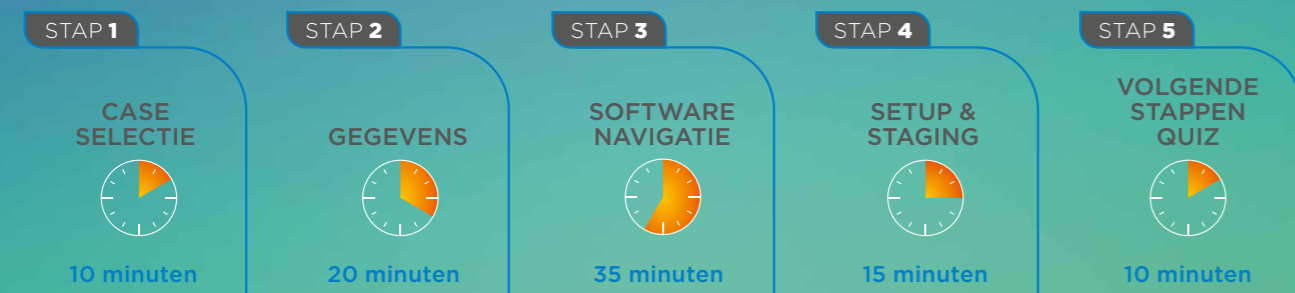 STAP 1
CASE
SELECTIE
10 minuten
STAP 2
GEGEVENS
20 minuten
STAP 3
SOFTWARE
NAVIGATIE
35 minuten
STAP 4
SETUP &
STAGING
15 minuten
STAP 5
VOLGENDE
STAPPEN
QUIZ
10 minuten